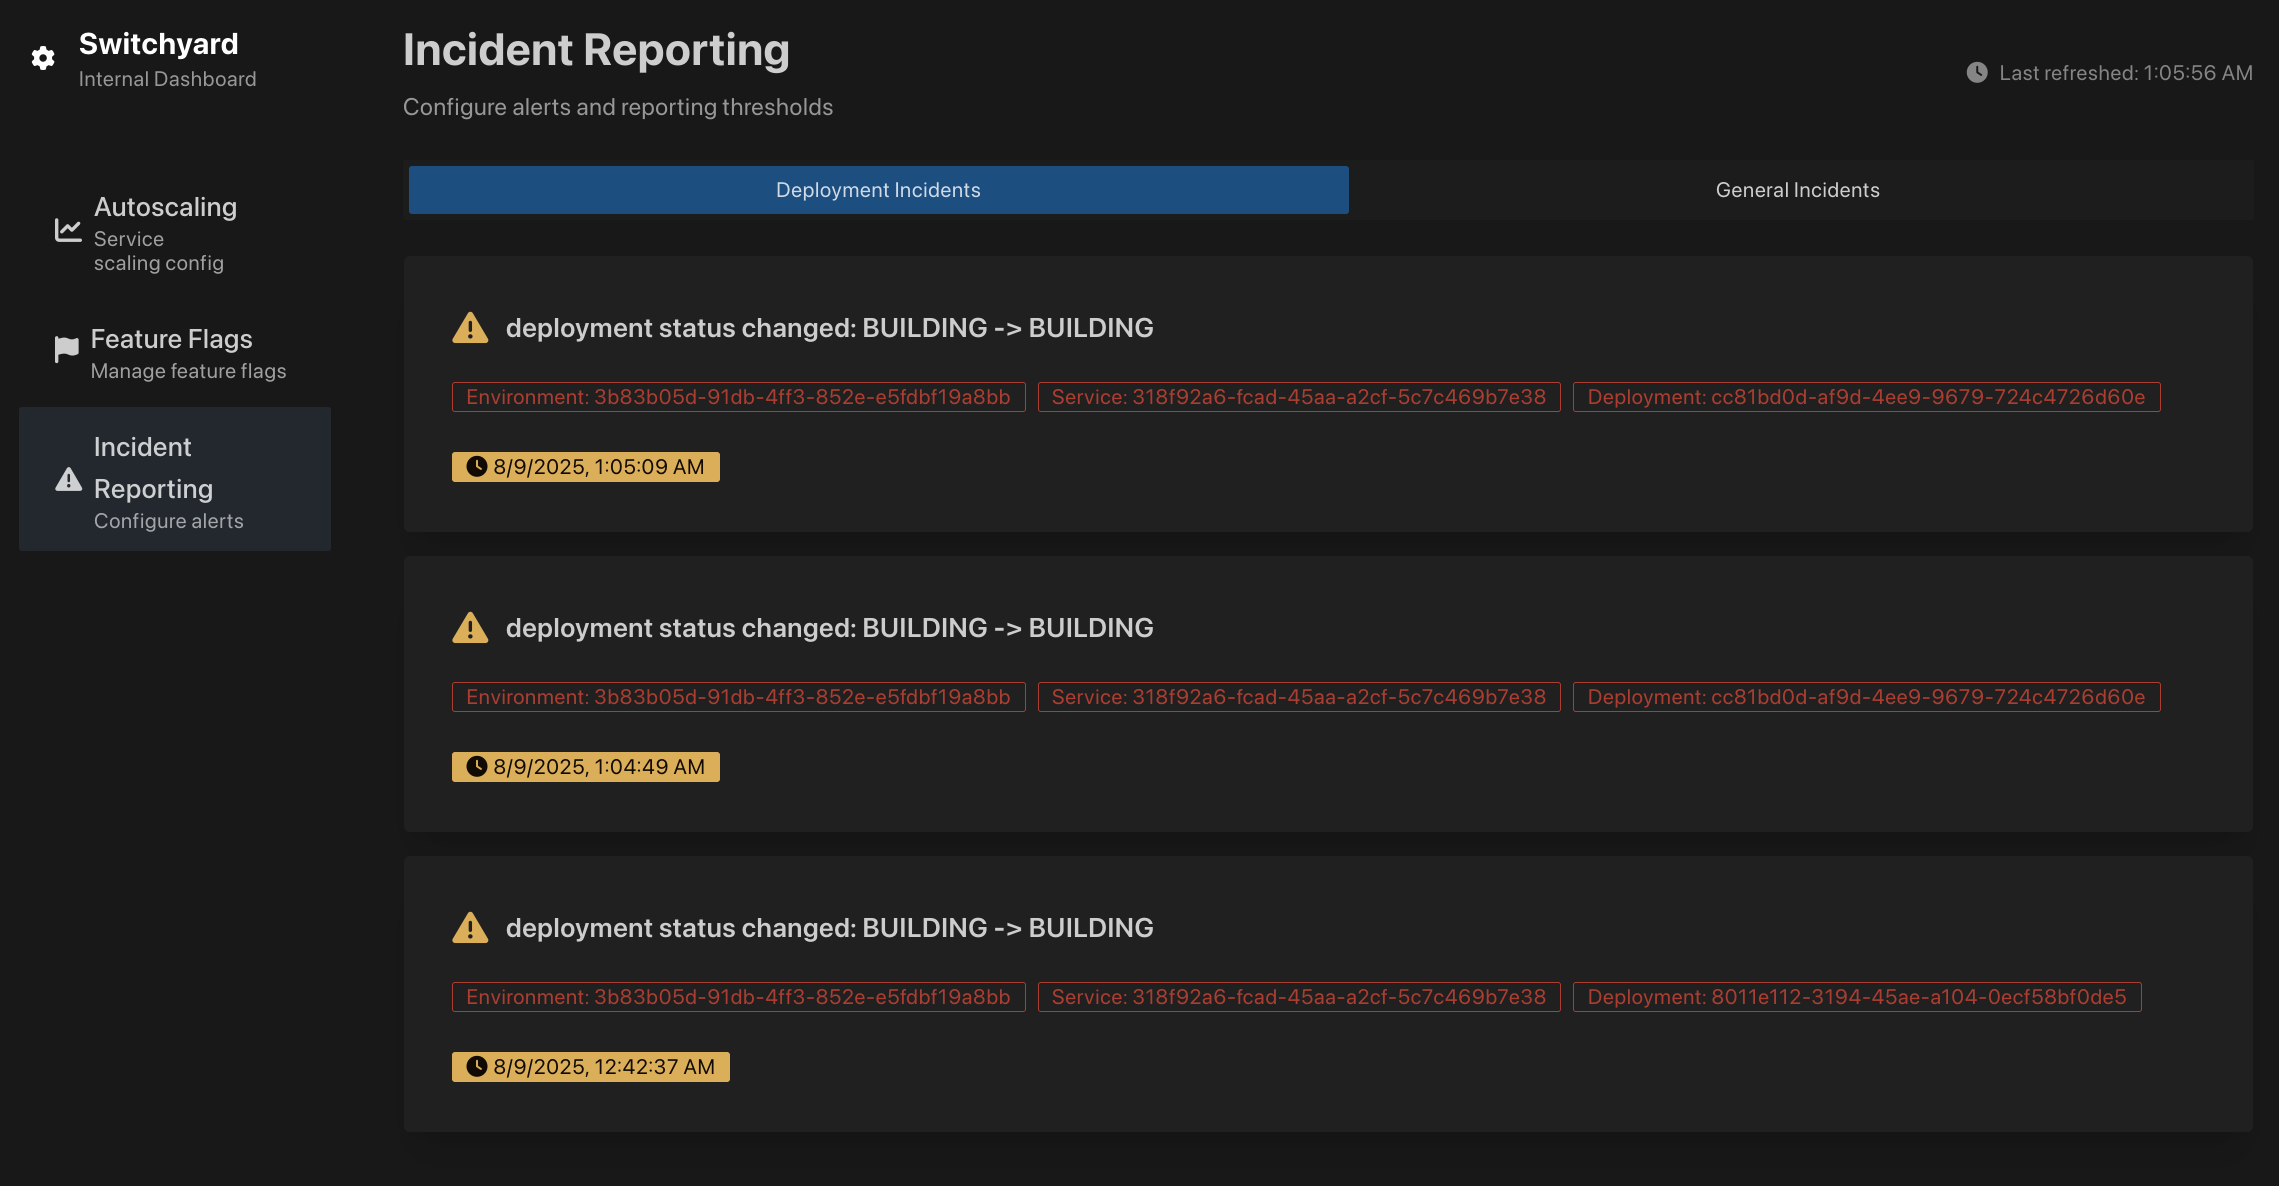 Switchyard
Internal Dashboard
Autoscaling
Service
scaling config
Feature Flags
Manage feature flags
Incident
Reporting
Configure alerts
Incident Reporting
Configure alerts and reporting thresholds
Last refreshed: 1:05:56 AM
Deployment Incidents
General Incidents
deployment status changed: BUILDING -> BUILDING
Environment: 3b83b05d-91db-4ff3-852e-e5fdbf19a8bb
Service: 318f92a6-fcad-45aa-a2cf-5c7c469b7e38
Deployment: cc81bd0d-af9d-4ee9-9679-724c4726d60e
8/9/2025, 1:05:09 AM
deployment status changed: BUILDING -> BUILDING
Environment: 3b83b05d-91db-4ff3-852e-e5fdbf19a8bb
Service: 318f92a6-fcad-45aa-a2cf-5c7c469b7e38
Deployment: cc81bd0d-af9d-4ee9-9679-724c4726d60e
8/9/2025, 1:04:49 AM
deployment status changed: BUILDING -> BUILDING
Environment: 3b83b05d-91db-4ff3-852e-e5fdbf19a8bb
Service: 318f92a6-fcad-45aa-a2cf-5c7c469b7e38
Deployment: 8011e112-3194-45ae-a104-0ecf58bf0de5
8/9/2025, 12:42:37 AM